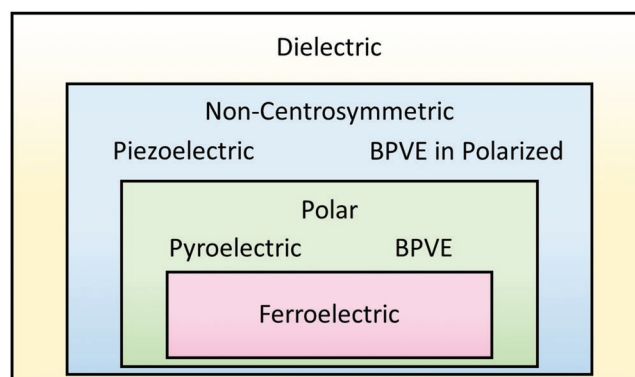 Dielectric
Non-Centrosymmetric
Piezoelectric BPVE in Polarized
Polar
Pyroelectric BPVE
Ferroelectric